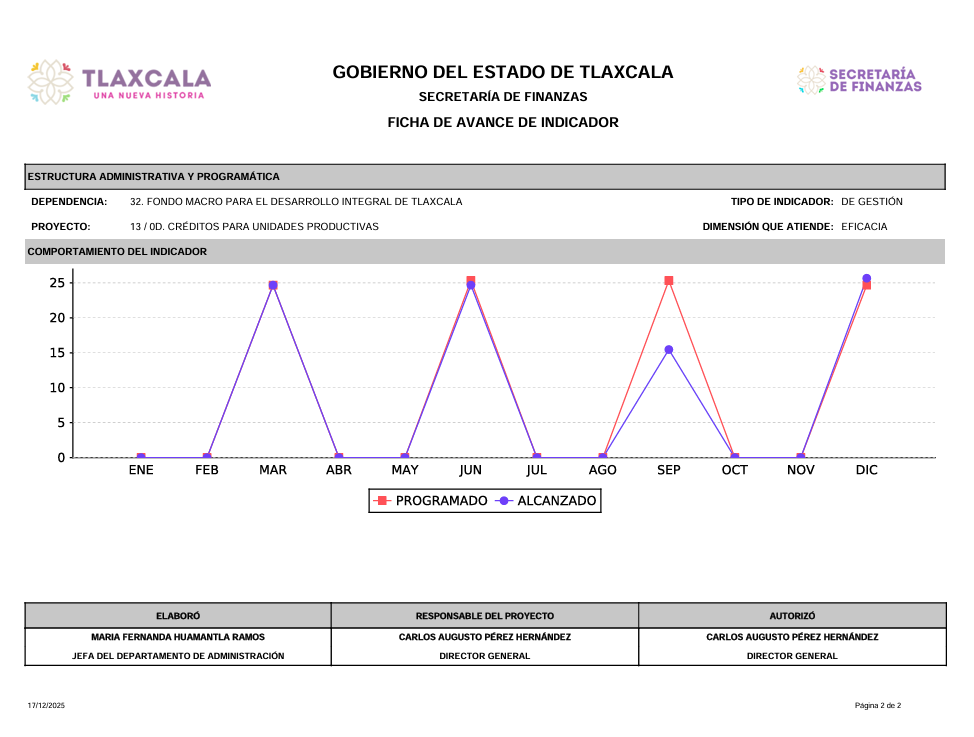 TLAXCALA
UNA NUEVA HISTORIA
GOBIERNO DEL ESTADO DE TLAXCALA
SECRETARÍA DE FINANZAS
FICHA DE AVANCE DE INDICADOR
SECRETARÍA
DE FINANZAS
ESTRUCTURA ADMINISTRATIVA Y PROGRAMÁTICA
DEPENDENCIA: 32. FONDO MACRO PARA EL DESARROLLO INTEGRAL DE TLAXCALA TIPO DE INDICADOR: DE GESTIÓN
PROYECTO: 13 / 0D. CRÉDITOS PARA UNIDADES PRODUCTIVAS DIMENSIÓN QUE ATIENDE: EFICACIA
COMPORTAMIENTO DEL INDICADOR
25
20
15
10
5
0
ENE FEB MAR ABR MAY JUN JUL AGO SEP OCT NOV DIC
PROGRAMADO ALCANZADO
ELABORÓ RESPONSABLE DEL PROYECTO AUTORIZÓ
MARIA FERNANDA HUAMANTLA RAMOS CARLOS AUGUSTO PÉREZ HERNÁNDEZ CARLOS AUGUSTO PÉREZ HERNÁNDEZ
JEFA DEL DEPARTAMENTO DE ADMINISTRACIÓN DIRECTOR GENERAL DIRECTOR GENERAL
17/12/2025 Página 2 de 2